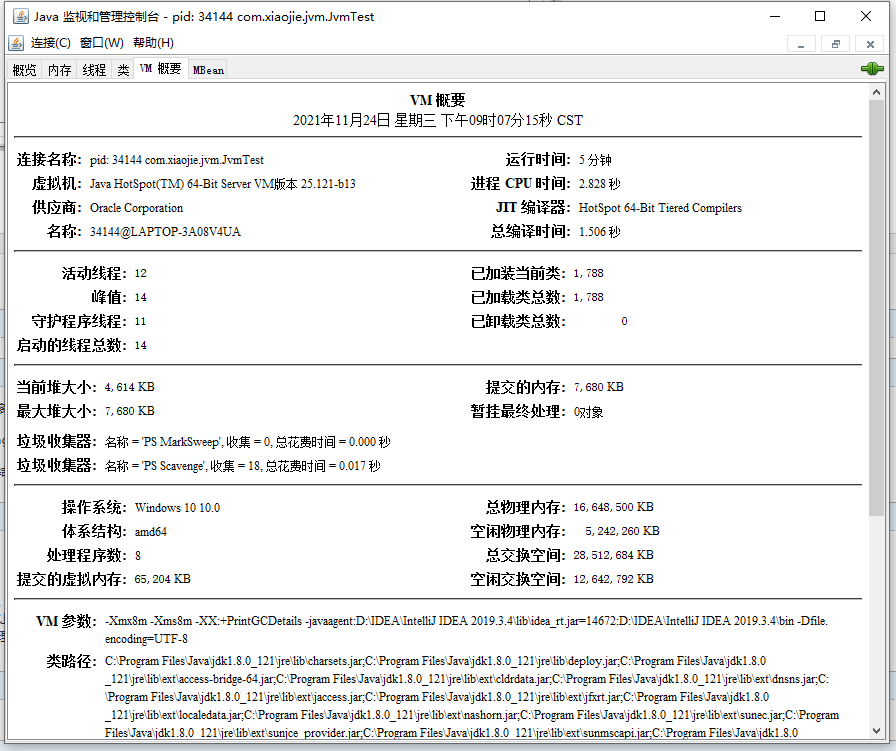 Java 监视和管理控制台 - pid: 34144 com.xiaojie.jvm.JvmTest
连接(C) 窗口(W) 帮助(H)
概览 内存 线程 类 VM 概要 MBean
VM 概要
2021年11月24日 星期三 下午09时07分15秒 CST
连接名称: pid: 34144 com.xiaojie.jvm.JvmTest 运行时间: 5 分钟
虚拟机: Java HotSpot(TM) 64-Bit Server VM版本 25.121-b13 进程 CPU 时间: 2.828 秒
供应商: Oracle Corporation JIT 编译器: HotSpot 64-Bit Tiered Compilers
名称: 34144@LAPTOP-3A08V4UA 总编译时间: 1.506 秒
活动线程: 12 已加装当前类: 1,788
峰值: 14 已加载类总数: 1,788
守护程序线程: 11 已卸载类总数: 0
启动的线程总数: 14
当前堆大小: 4,614 KB 提交的内存: 7,680 KB
最大堆大小: 7,680 KB 暂挂最终处理: 0对象
垃圾收集器: 名称 = 'PS MarkSweep', 收集 = 0, 总花费时间 = 0.000 秒
垃圾收集器: 名称 = 'PS Scavenge', 收集 = 18, 总花费时间 = 0.017 秒
操作系统: Windows 10 10.0 总物理内存: 16,648,500 KB
体系结构: amd64 空闲物理内存: 5,242,260 KB
处理程序数: 8 总交换空间: 28,512,684 KB
提交的虚拟内存: 65,204 KB 空闲交换空间: 12,642,792 KB
VM 参数: -Xmx8m -Xms8m -XX:+PrintGCDetails -javaagent:D:\IDEA\IntelliJ IDEA 2019.3.4\lib\idea_rt.jar=14672:D:\IDEA\IntelliJ IDEA 2019.3.4\bin -Dfile.
encoding=UTF-8
类路径: C:\Program Files\Java\jdk1.8.0_121\jre\lib\charsets.jar;C:\Program Files\Java\jdk1.8.0_121\jre\lib\deploy.jar;C:\Program Files\Java\jdk1.8.0
_121\jre\lib\ext\access-bridge-64.jar;C:\Program Files\Java\jdk1.8.0_121\jre\lib\ext\cldrdata.jar;C:\Program Files\Java\jdk1.8.0_121\jre\lib\ext\dnsns.jar;C:
\Program Files\Java\jdk1.8.0_121\jre\lib\ext\jaccess.jar;C:\Program Files\Java\jdk1.8.0_121\jre\lib\ext\jfxrt.jar;C:\Program Files\Java\jdk1.8.0
_121\jre\lib\ext\localedata.jar;C:\Program Files\Java\jdk1.8.0_121\jre\lib\ext\nashorn.jar;C:\Program Files\Java\jdk1.8.0_121\jre\lib\ext\sunec.jar;C:\Program
Files\Java\jdk1.8.0_121\jre\lib\ext\sunjce_provider.jar;C:\Program Files\Java\jdk1.8.0_121\jre\lib\ext\sunmscapi.jar;C:\Program Files\Java\jdk1.8.0